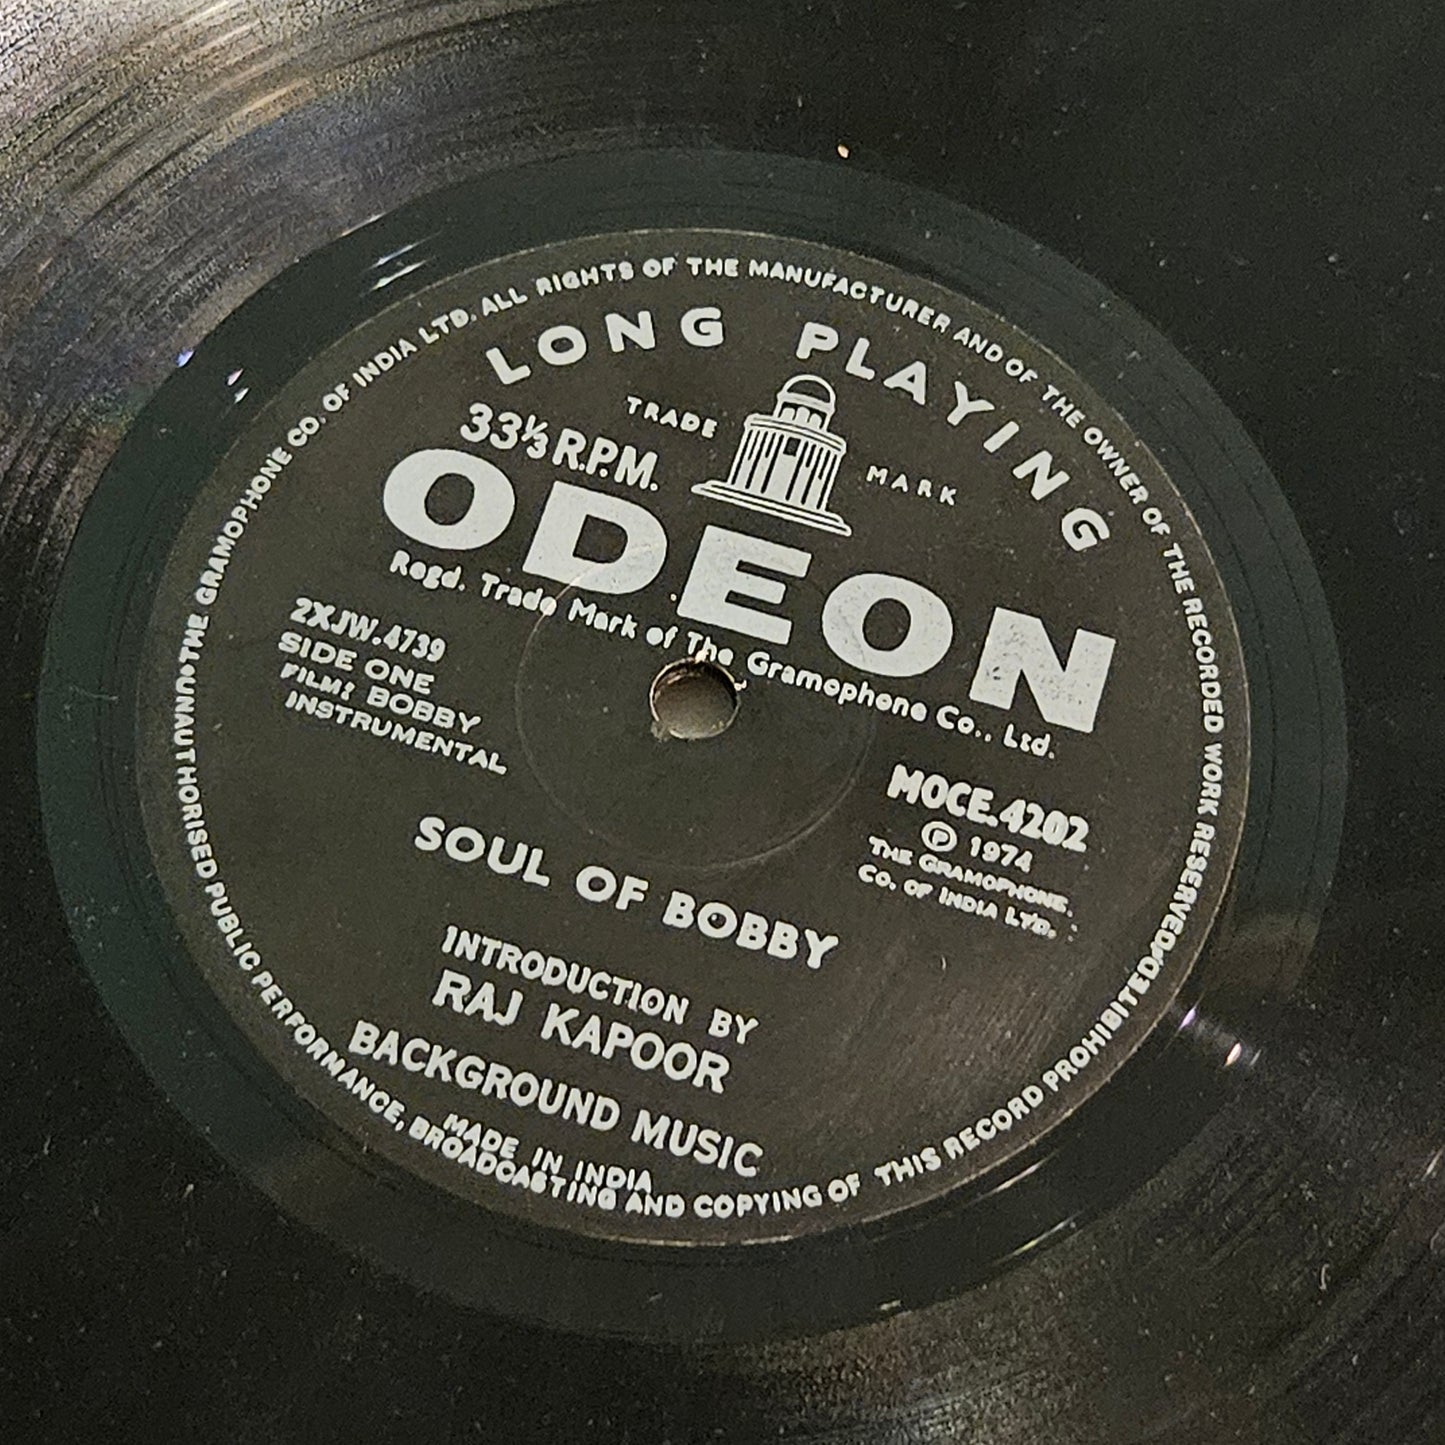 THE GRAMOPHONE CO. OF INDIA LTD. ALL RIGHTS OF THE MANUFACTURER AND OF THE OWNER OF THE RECORDED WORK RESERVED
UNAUTHORISED PUBLIC PERFORMANCE, BROADCASTING AND COPYING OF THIS RECORD PROHIBITED
LONG PLAYING
33⅓ R.P.M.
TRADE MARK
ODEON
Regd. Trade Mark of The Gramophone Co., Ltd.
2XJW.4739
SIDE ONE
FILM: BOBBY
INSTRUMENTAL
MOCE.4202
Ⓟ 1974
THE GRAMOPHONE
CO. OF INDIA LTD.
SOUL OF BOBBY
INTRODUCTION BY
RAJ KAPOOR
BACKGROUND MUSIC
MADE IN INDIA